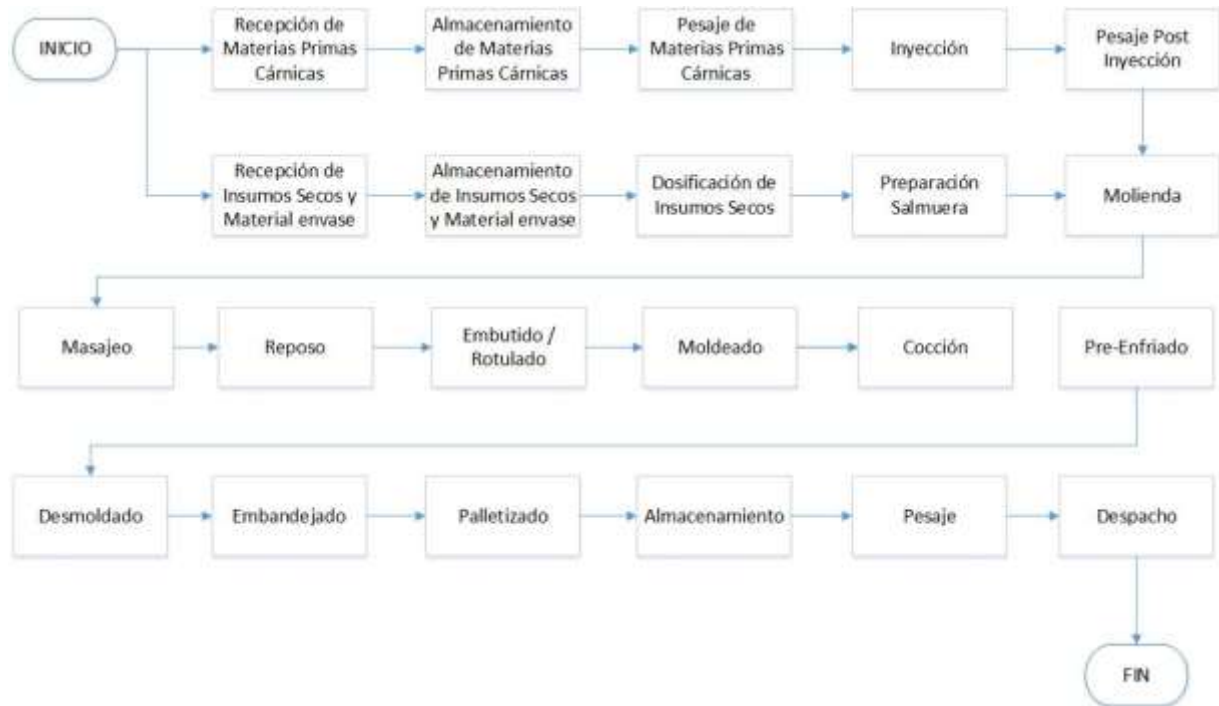 INICIO
Recepción de
Materias Primas
Cárnicas
Almacenamiento
de Materias
Primas Cárnicas
Pesaje de
Materias Primas
Cárnicas
Inyección
Pesaje Post
Inyección
Recepción de
Insumos Secos y
Material envase
Almacenamiento
de Insumos Secos
y Material envase
Dosificación de
Insumos Secos
Preparación
Salmuera
Molienda
Masajeo
Reposo
Embutido /
Rotulado
Moldeado
Cocción
Pre-Enfriado
Desmoldado
Embandejado
Palletizado
Almacenamiento
Pesaje
Despacho
FIN